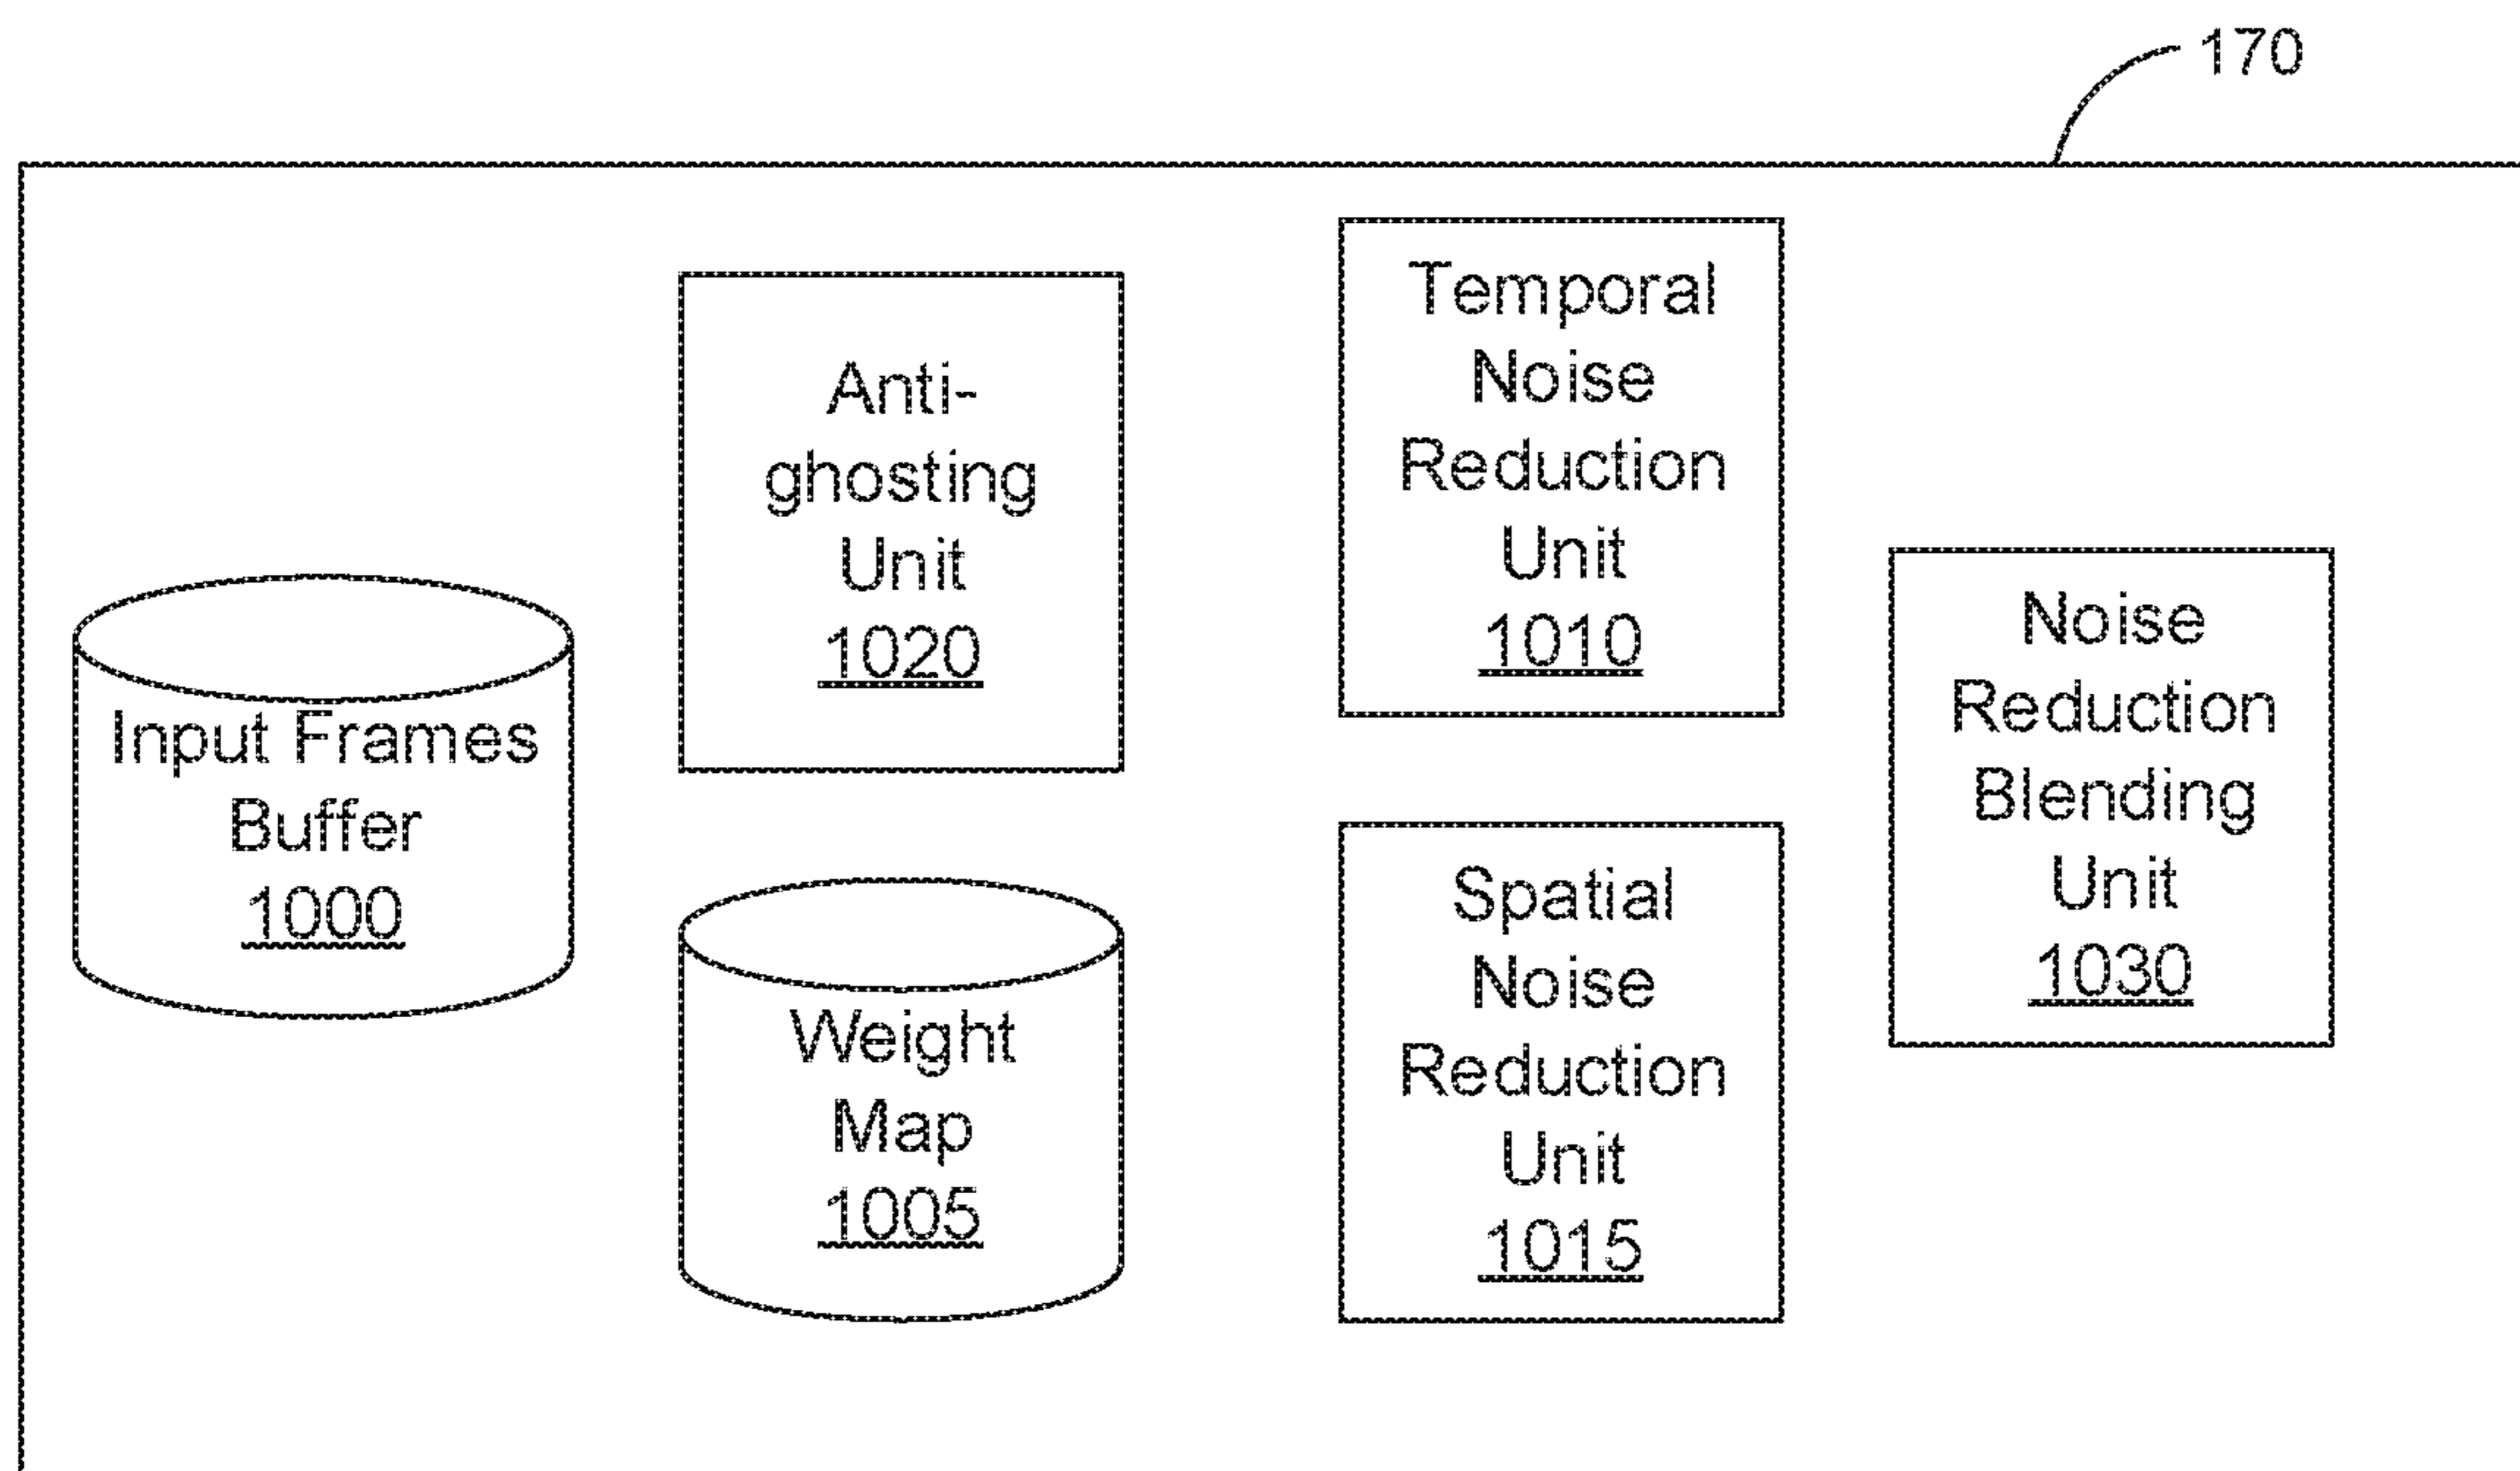 170
Input Frames
Buffer
1000
Anti-
ghosting
Unit
1020
Weight
Map
1005
Temporal
Noise
Reduction
Unit
1010
Spatial
Noise
Reduction
Unit
1015
Noise
Reduction
Blending
Unit
1030